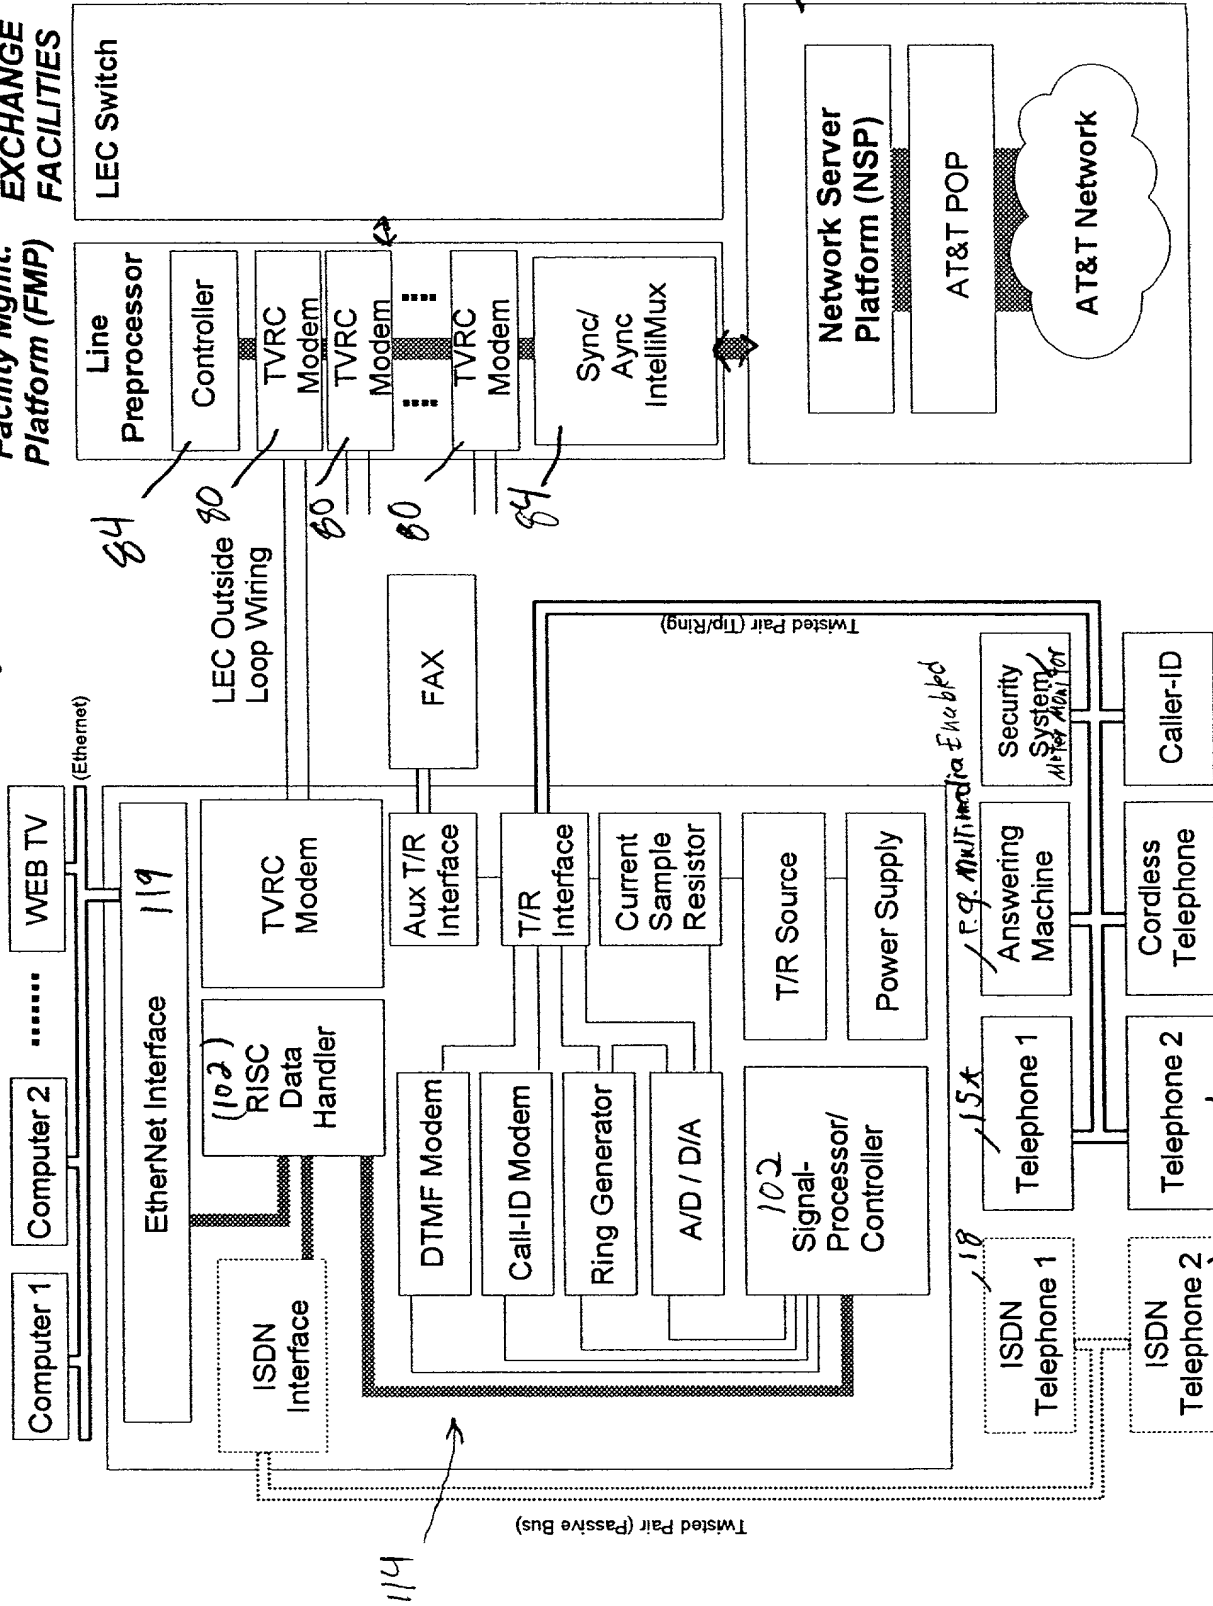 EXCHANGE
FACILITIES
Facility Mgmt.
Platform (FMP)
LEC Switch
Line
Preprocessor
Controller
TVRC
Modem
TVRC
Modem
....
....
TVRC
Modem
Sync/
Aync
IntelliMux
84
80
80
80
84
Network Server
Platform (NSP)
AT&T POP
AT&T Network
LEC Outside
Loop Wiring
Computer 1
Computer 2
.......
WEB TV
(Ethernet)
EtherNet Interface
119
ISDN
Interface
(102)
RISC
Data
Handler
TVRC
Modem
FAX
Aux T/R
Interface
T/R
Interface
Current
Sample
Resistor
T/R Source
Power Supply
DTMF Modem
Call-ID Modem
Ring Generator
A/D / D/A
102
Signal-
Processor/
Controller
114
Twisted Pair (Passive Bus)
Twisted Pair (Tip/Ring)
18
ISDN
Telephone 1
15A
Telephone 1
Multimedia Enabled
Answering
Machine
Security
System/
Meter Monitor
ISDN
Telephone 2
Telephone 2
Cordless
Telephone
Caller-ID